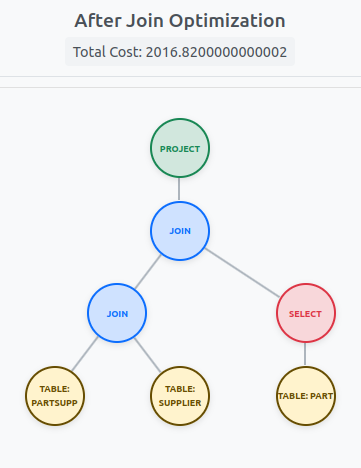 After Join Optimization
Total Cost: 2016.8200000000002
PROJECT
JOIN
JOIN
SELECT
TABLE:
PARTSUPP
TABLE:
SUPPLIER
TABLE: PART